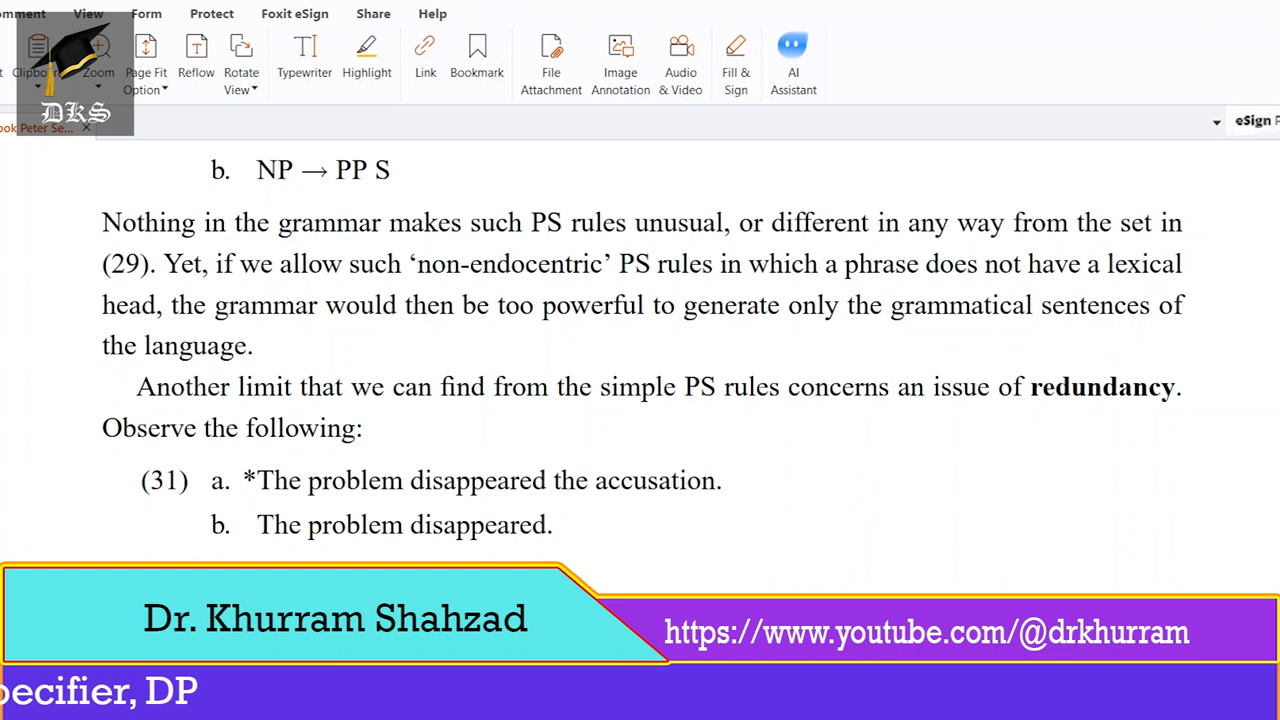 omment View Form Protect Foxit eSign Share Help
Clipbo Zoom Page Fit Option Reflow Rotate View Typewriter Highlight Link Bookmark File Attachment Image Annotation Audio & Video Fill & Sign AI Assistant
DKS
ook Peter Se... × eSign P
b. NP → PP S
Nothing in the grammar makes such PS rules unusual, or different in any way from the set in
(29). Yet, if we allow such ‘non-endocentric’ PS rules in which a phrase does not have a lexical
head, the grammar would then be too powerful to generate only the grammatical sentences of
the language.
Another limit that we can find from the simple PS rules concerns an issue of redundancy.
Observe the following:
(31) a. *The problem disappeared the accusation.
b. The problem disappeared.
Dr. Khurram Shahzad
https://www.youtube.com/@drkhurram
pecifier, DP